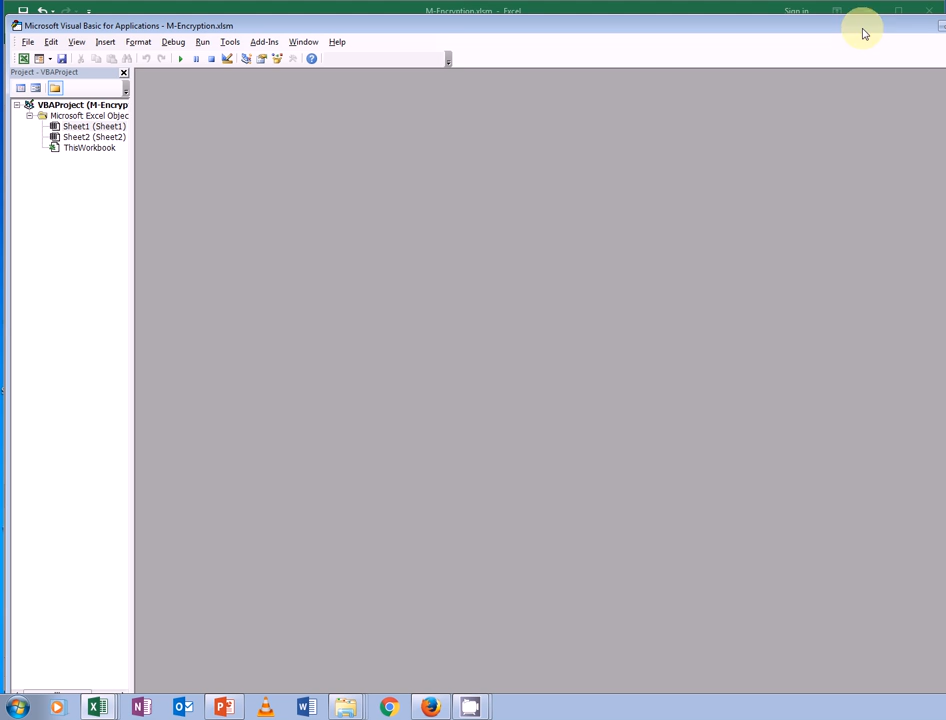 M-Encryption.xlsm - Excel
Sign in
Microsoft Visual Basic for Applications - M-Encryption.xlsm
File Edit View Insert Format Debug Run Tools Add-Ins Window Help
Project - VBAProject
VBAProject (M-Encryp
Microsoft Excel Objec
Sheet1 (Sheet1)
Sheet2 (Sheet2)
ThisWorkbook